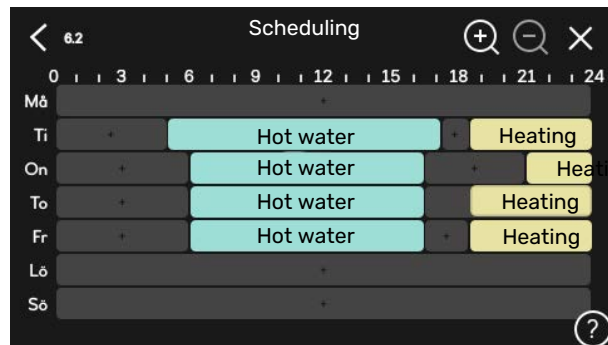 6.2 Scheduling
0 3 6 9 12 15 18 21 24
Må
Ti Hot water Heating
On Hot water Heati
To Hot water Heating
Fr Hot water Heating
Lö
Sö
?